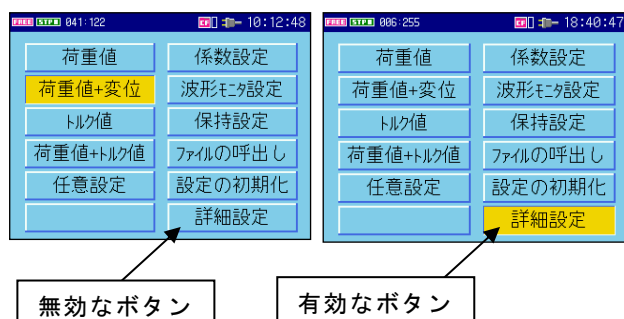 FREE STPE 041:122 CF 10:12:48
荷重値 係数設定
荷重値+変位 波形モニタ設定
トルク値 保持設定
荷重値+トルク値 ファイルの呼出し
任意設定 設定の初期化
詳細設定
FREE STPE 006:255 CF 18:40:47
荷重値 係数設定
荷重値+変位 波形モニタ設定
トルク値 保持設定
荷重値+トルク値 ファイルの呼出し
任意設定 設定の初期化
詳細設定
無効なボタン
有効なボタン